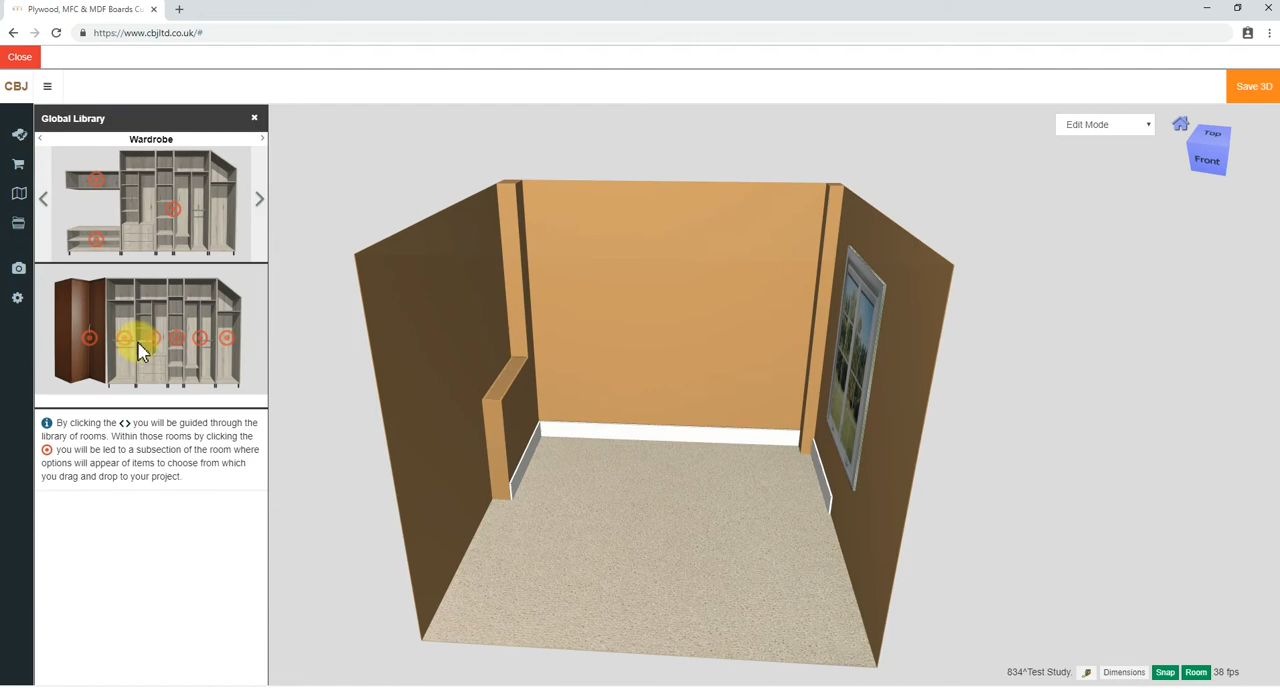 Plywood, MFC & MDF Boards Cu
https://www.cbjltd.co.uk/#
Close
CBJ
Save 3D
Global Library
Wardrobe
Edit Mode
Top
Front
By clicking the < > you will be guided through the
library of rooms. Within those rooms by clicking the
you will be led to a subsection of the room where
options will appear of items to choose from which
you drag and drop to your project.
834^Test Study. Dimensions Snap Room 38 fps